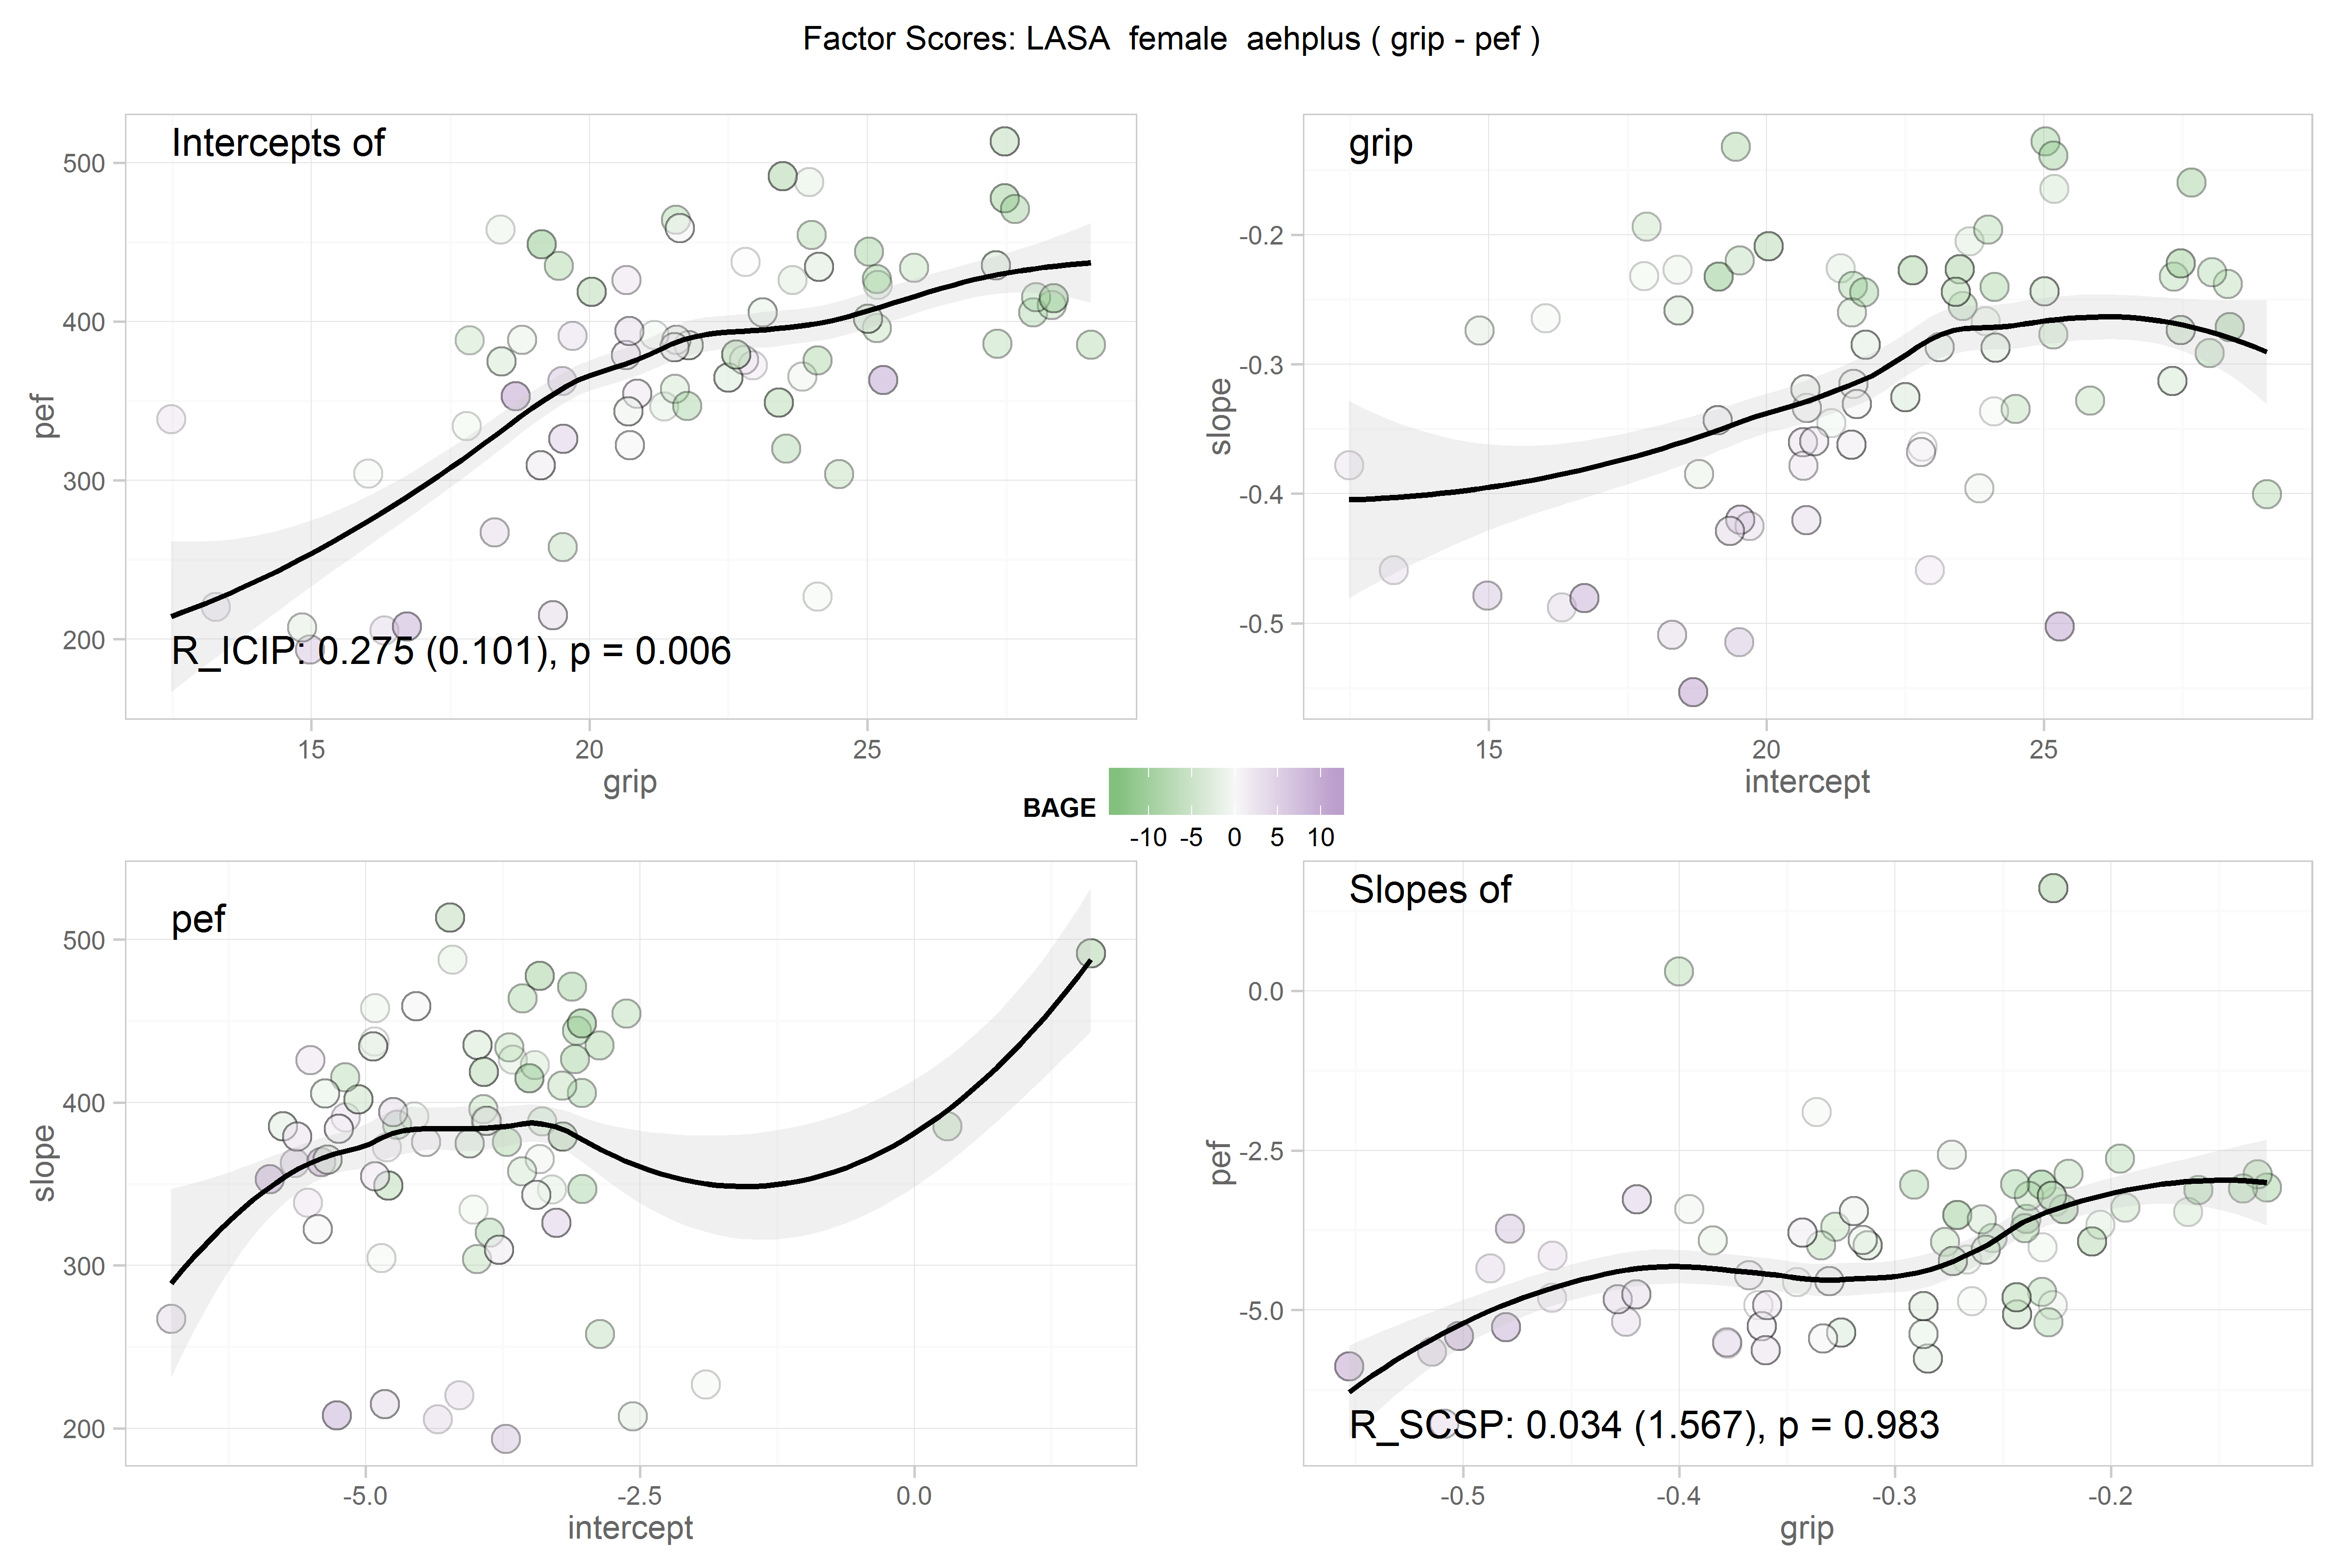 Factor Scores: LASA  female  aehplus ( grip - pef )
Intercepts of
500
400
300
200
pef
R_ICIP: 0.275 (0.101), p = 0.006
15 20 25
grip
grip
-0.2
-0.3
-0.4
-0.5
slope
15 20 25
intercept
BAGE
-10 -5 0 5 10
pef
500
400
300
200
slope
-5.0 -2.5 0.0
intercept
Slopes of
0.0
-2.5
-5.0
pef
R_SCSP: 0.034 (1.567), p = 0.983
-0.5 -0.4 -0.3 -0.2
grip